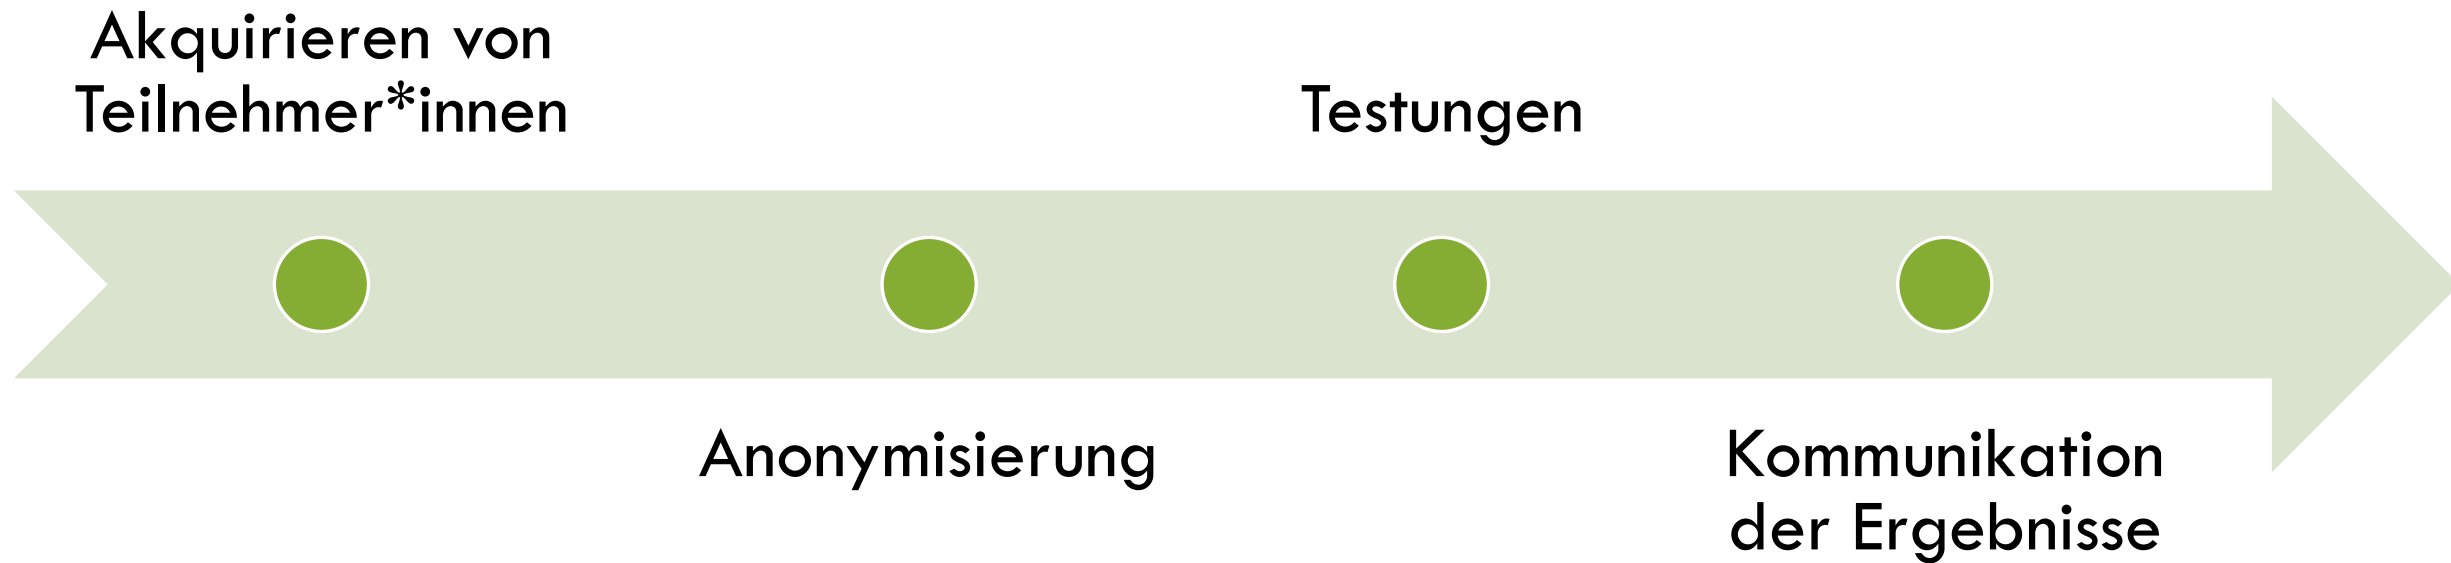 Akquirieren von
Teilnehmer*innen
Anonymisierung
Testungen
Kommunikation
der Ergebnisse